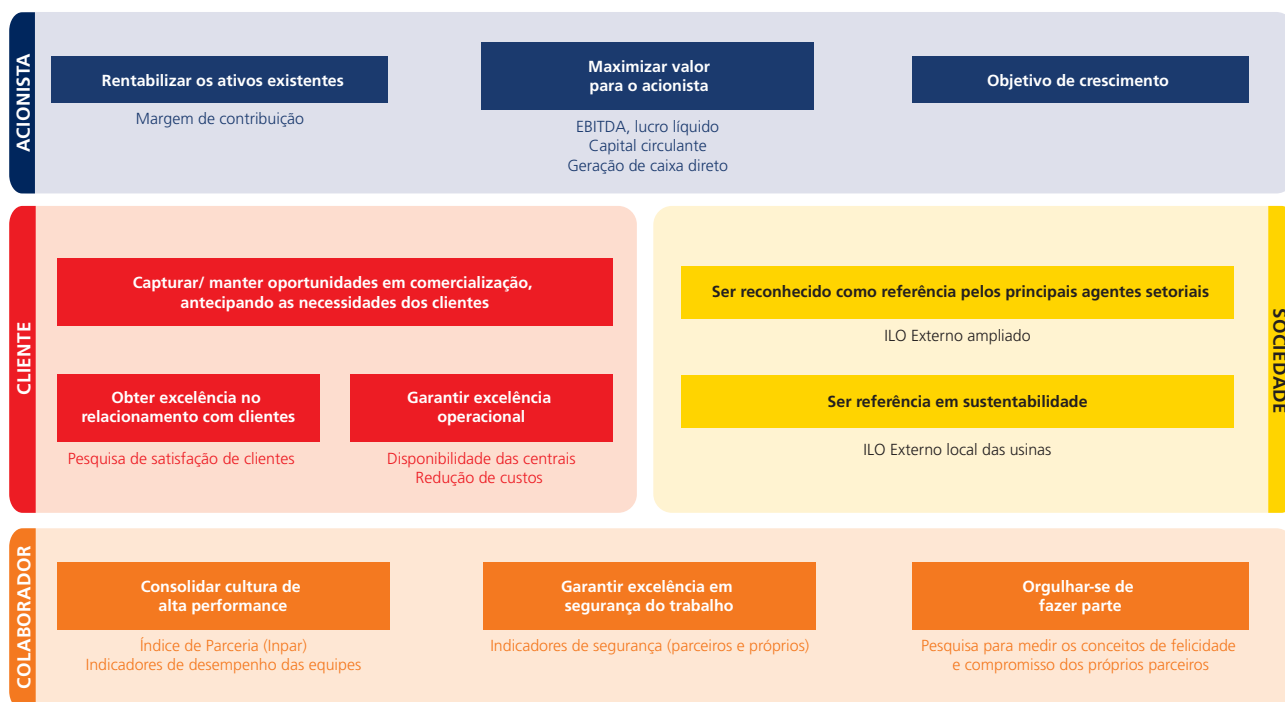 ACIONISTA
Rentabilizar os ativos existentes
Margem de contribuição
Maximizar valor
para o acionista
EBITDA, lucro líquido
Capital circulante
Geração de caixa direto
Objetivo de crescimento
CLIENTE
Capturar/ manter oportunidades em comercialização,
antecipando as necessidades dos clientes
Obter excelência no
relacionamento com clientes
Pesquisa de satisfação de clientes
Garantir excelência
operacional
Disponibilidade das centrais
Redução de custos
Ser reconhecido como referência pelos principais agentes setoriais
ILO Externo ampliado
Ser referência em sustentabilidade
ILO Externo local das usinas
SOCIEDADE
COLABORADOR
Consolidar cultura de
alta performance
Índice de Parceria (Inpar)
Indicadores de desempenho das equipes
Garantir excelência em
segurança do trabalho
Indicadores de segurança (parceiros e próprios)
Orgulhar-se de
fazer parte
Pesquisa para medir os conceitos de felicidade
e compromisso dos próprios parceiros